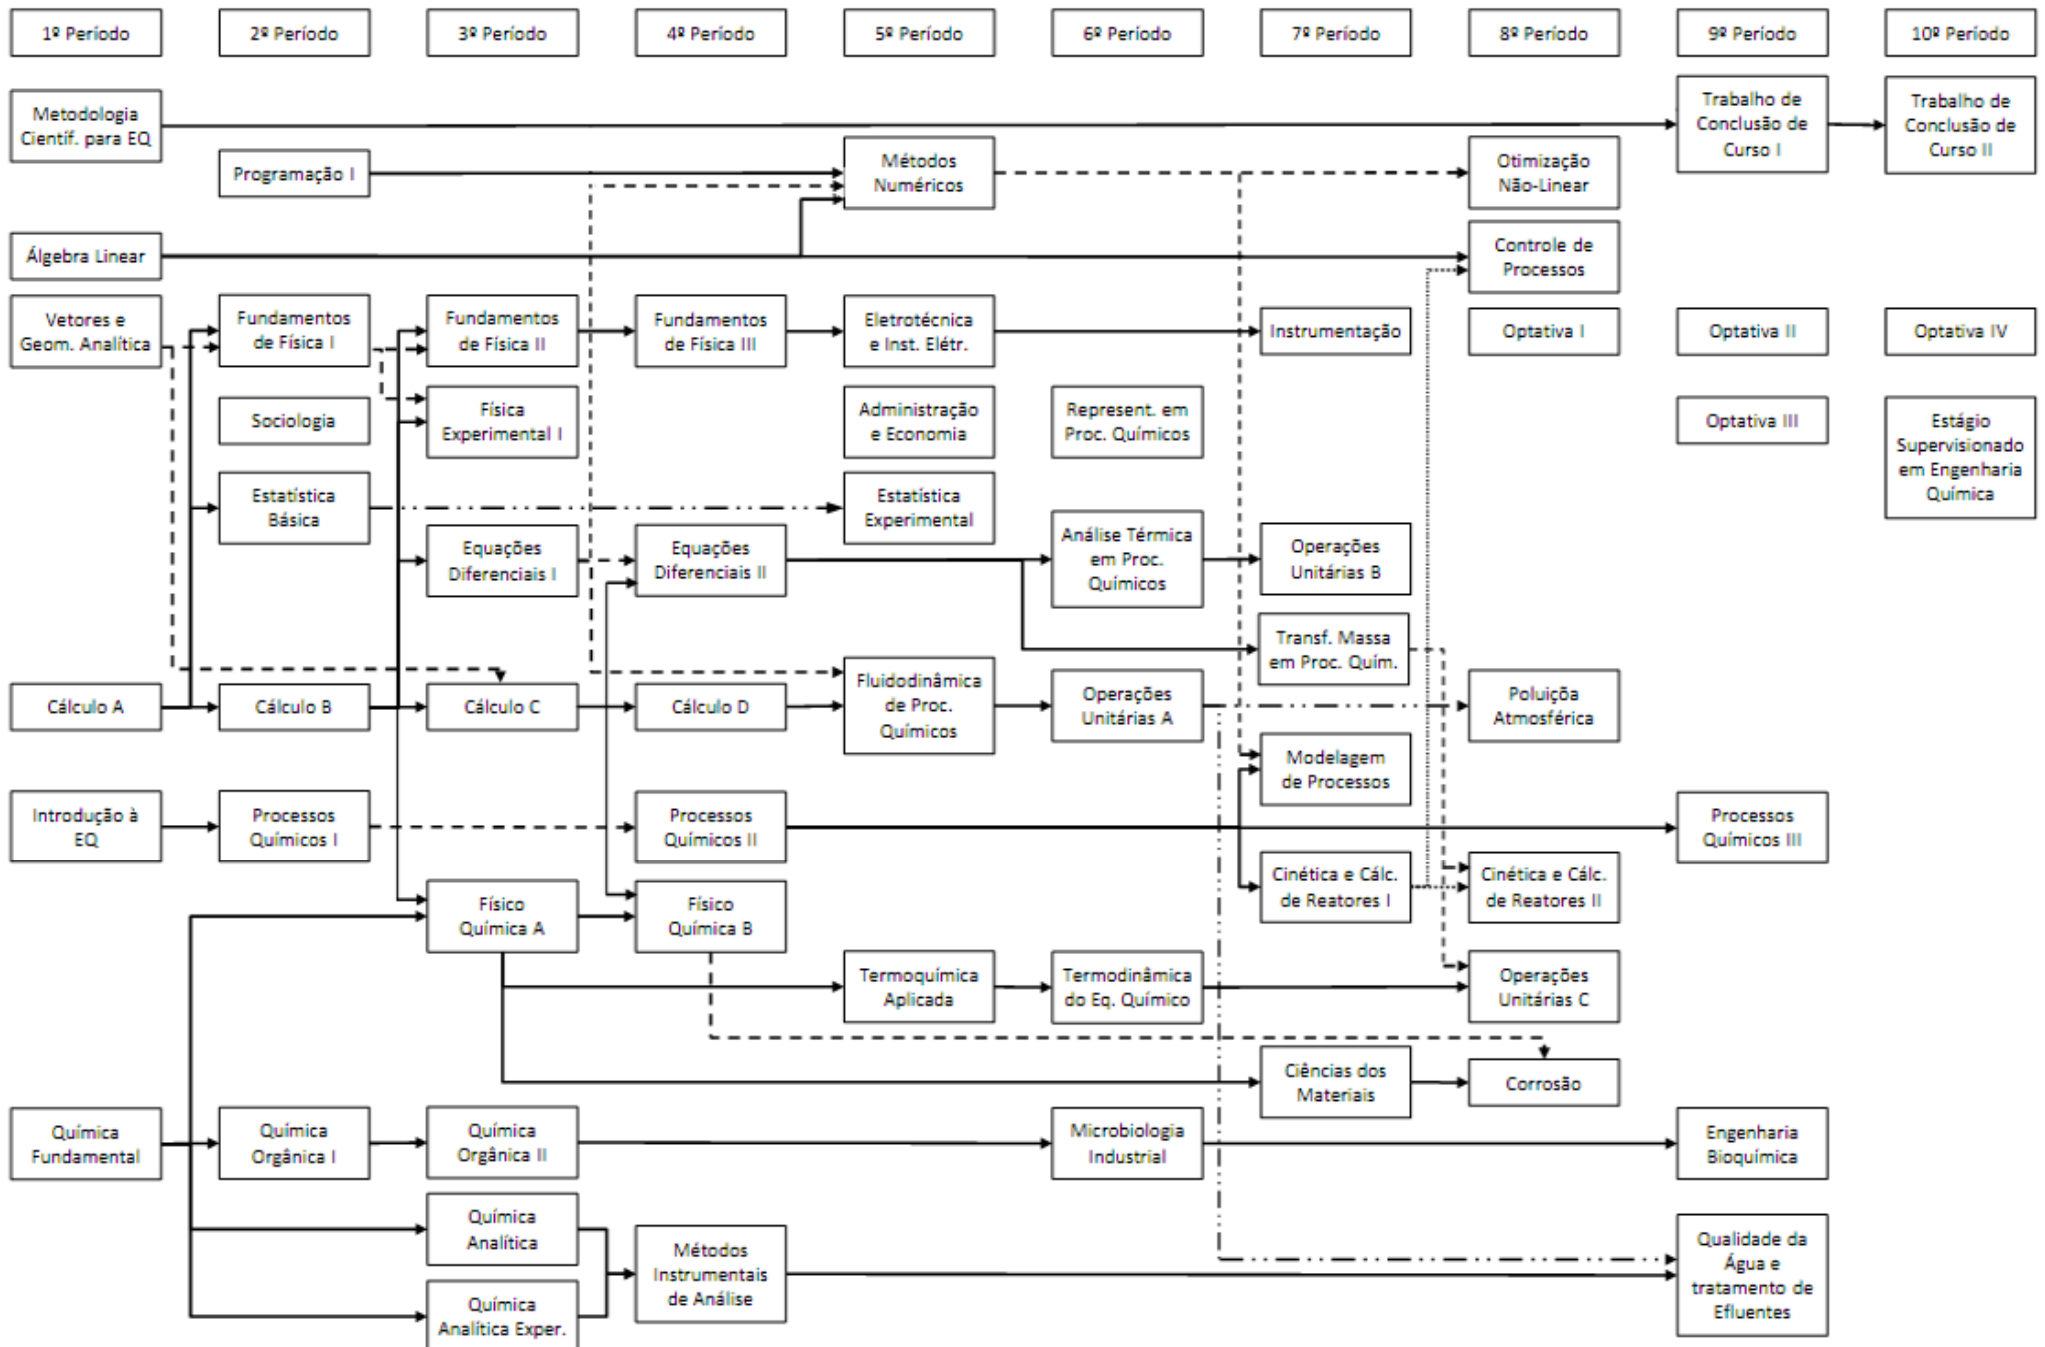 1º Período
2º Período
3º Período
4º Período
5º Período
6º Período
7º Período
8º Período
9º Período
10º Período
Metodologia
Científ. para EQ
Trabalho de
Conclusão de
Curso I
Trabalho de
Conclusão de
Curso II
Programação I
Métodos
Numéricos
Otimização
Não-Linear
Álgebra Linear
Controle de
Processos
Vetores e
Geom. Analítica
Fundamentos
de Física I
Fundamentos
de Física II
Fundamentos
de Física III
Eletrotécnica
e Inst. Elétr.
Instrumentação
Optativa I
Optativa II
Optativa IV
Sociologia
Física
Experimental I
Administração
e Economia
Represent. em
Proc. Químicos
Optativa III
Estágio
Supervisionado
em Engenharia
Química
Estatística
Básica
Estatística
Experimental
Equações
Diferenciais I
Equações
Diferenciais II
Análise Térmica
em Proc.
Químicos
Operações
Unitárias B
Transf. Massa
em Proc. Quím.
Cálculo A
Cálculo B
Cálculo C
Cálculo D
Fluidodinâmica
de Proc.
Químicos
Operações
Unitárias A
Poluiçõa
Atmosférica
Modelagem
de Processos
Introdução à
EQ
Processos
Químicos I
Processos
Químicos II
Processos
Químicos III
Físico
Química A
Físico
Química B
Cinética e Cálc.
de Reatores I
Cinética e Cálc.
de Reatores II
Termoquímica
Aplicada
Termodinâmica
do Eq. Químico
Operações
Unitárias C
Ciências dos
Materiais
Corrosão
Química
Fundamental
Química
Orgânica I
Química
Orgânica II
Microbiologia
Industrial
Engenharia
Bioquímica
Química
Analítica
Métodos
Instrumentais
de Análise
Qualidade da
Água e
tratamento de
Efluentes
Química
Analítica Exper.